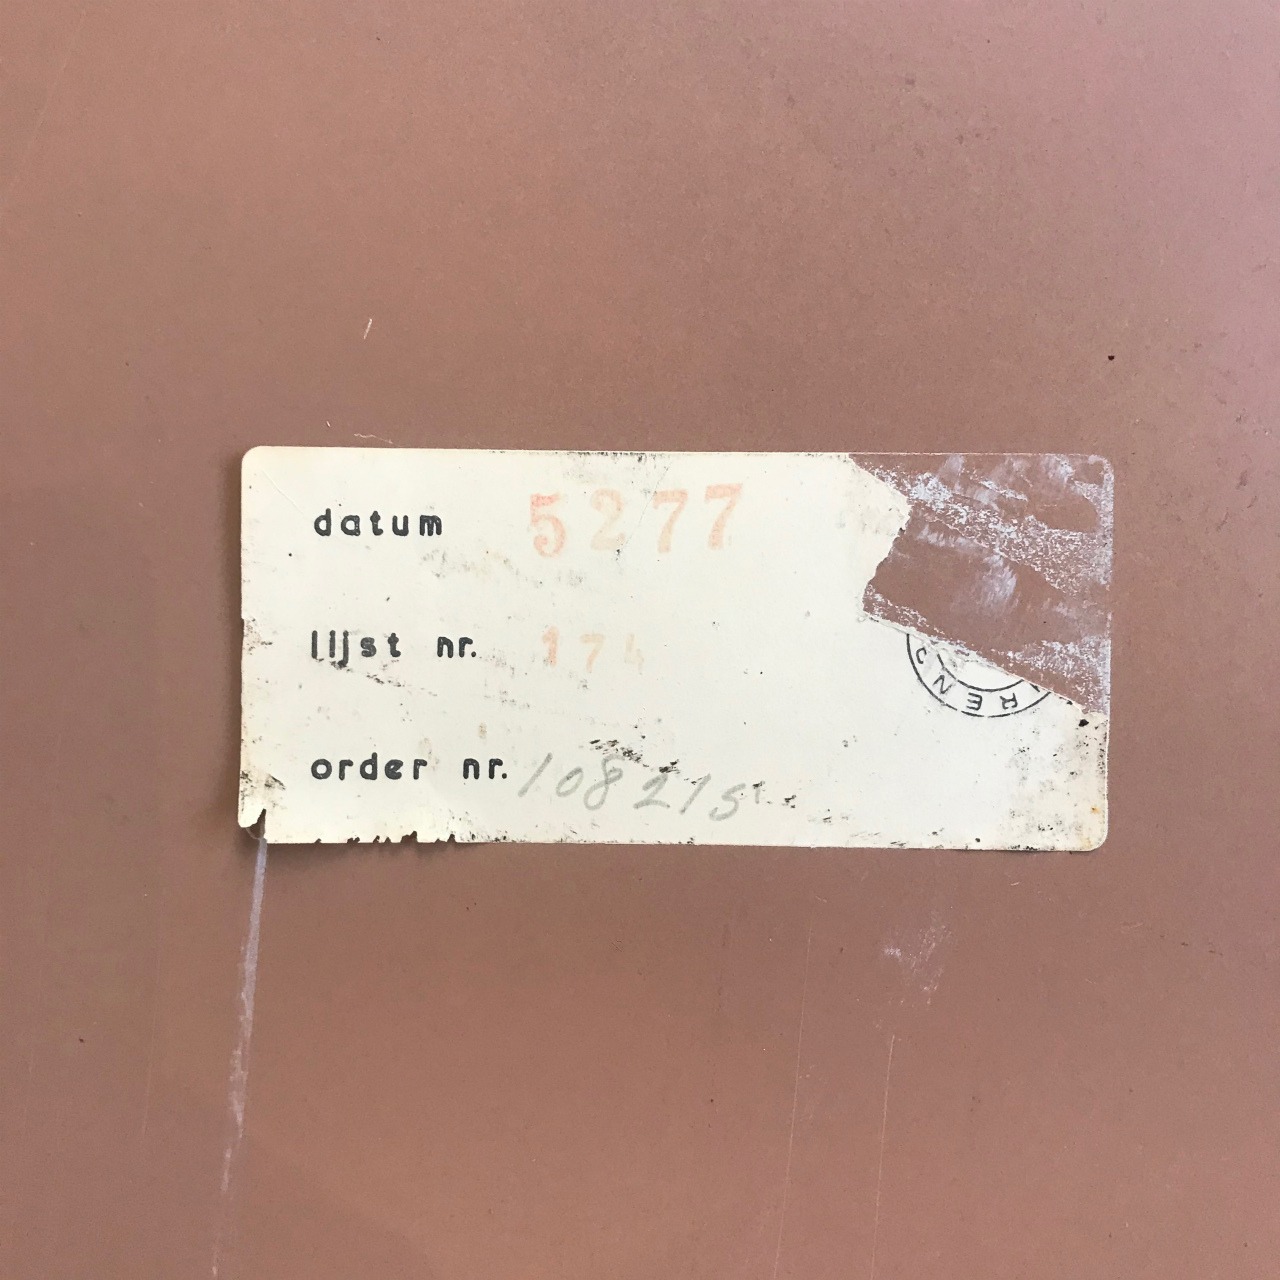 datum 5277
lijst nr. 174
order nr. 108215